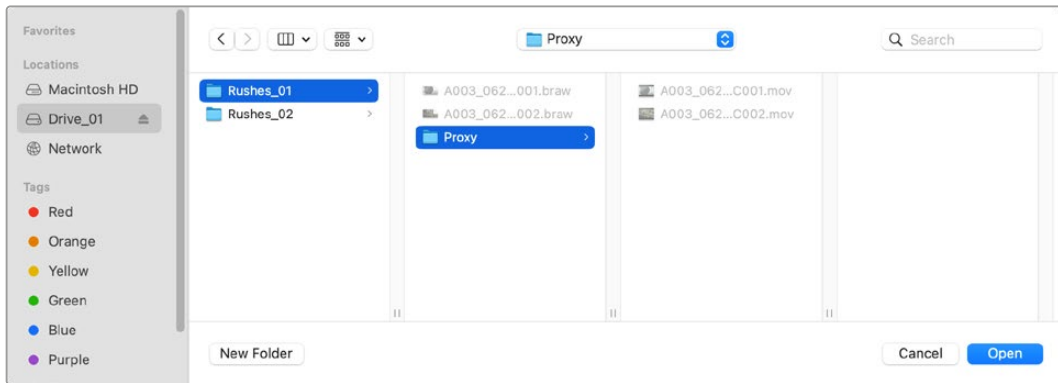 Favorites
Locations
Macintosh HD
Drive_01
Network
Tags
Red
Orange
Yellow
Green
Blue
Purple
Proxy
Search
Rushes_01
Rushes_02
A003_062...001.braw
A003_062...002.braw
Proxy
A003_062...C001.mov
A003_062...C002.mov
New Folder
Cancel
Open